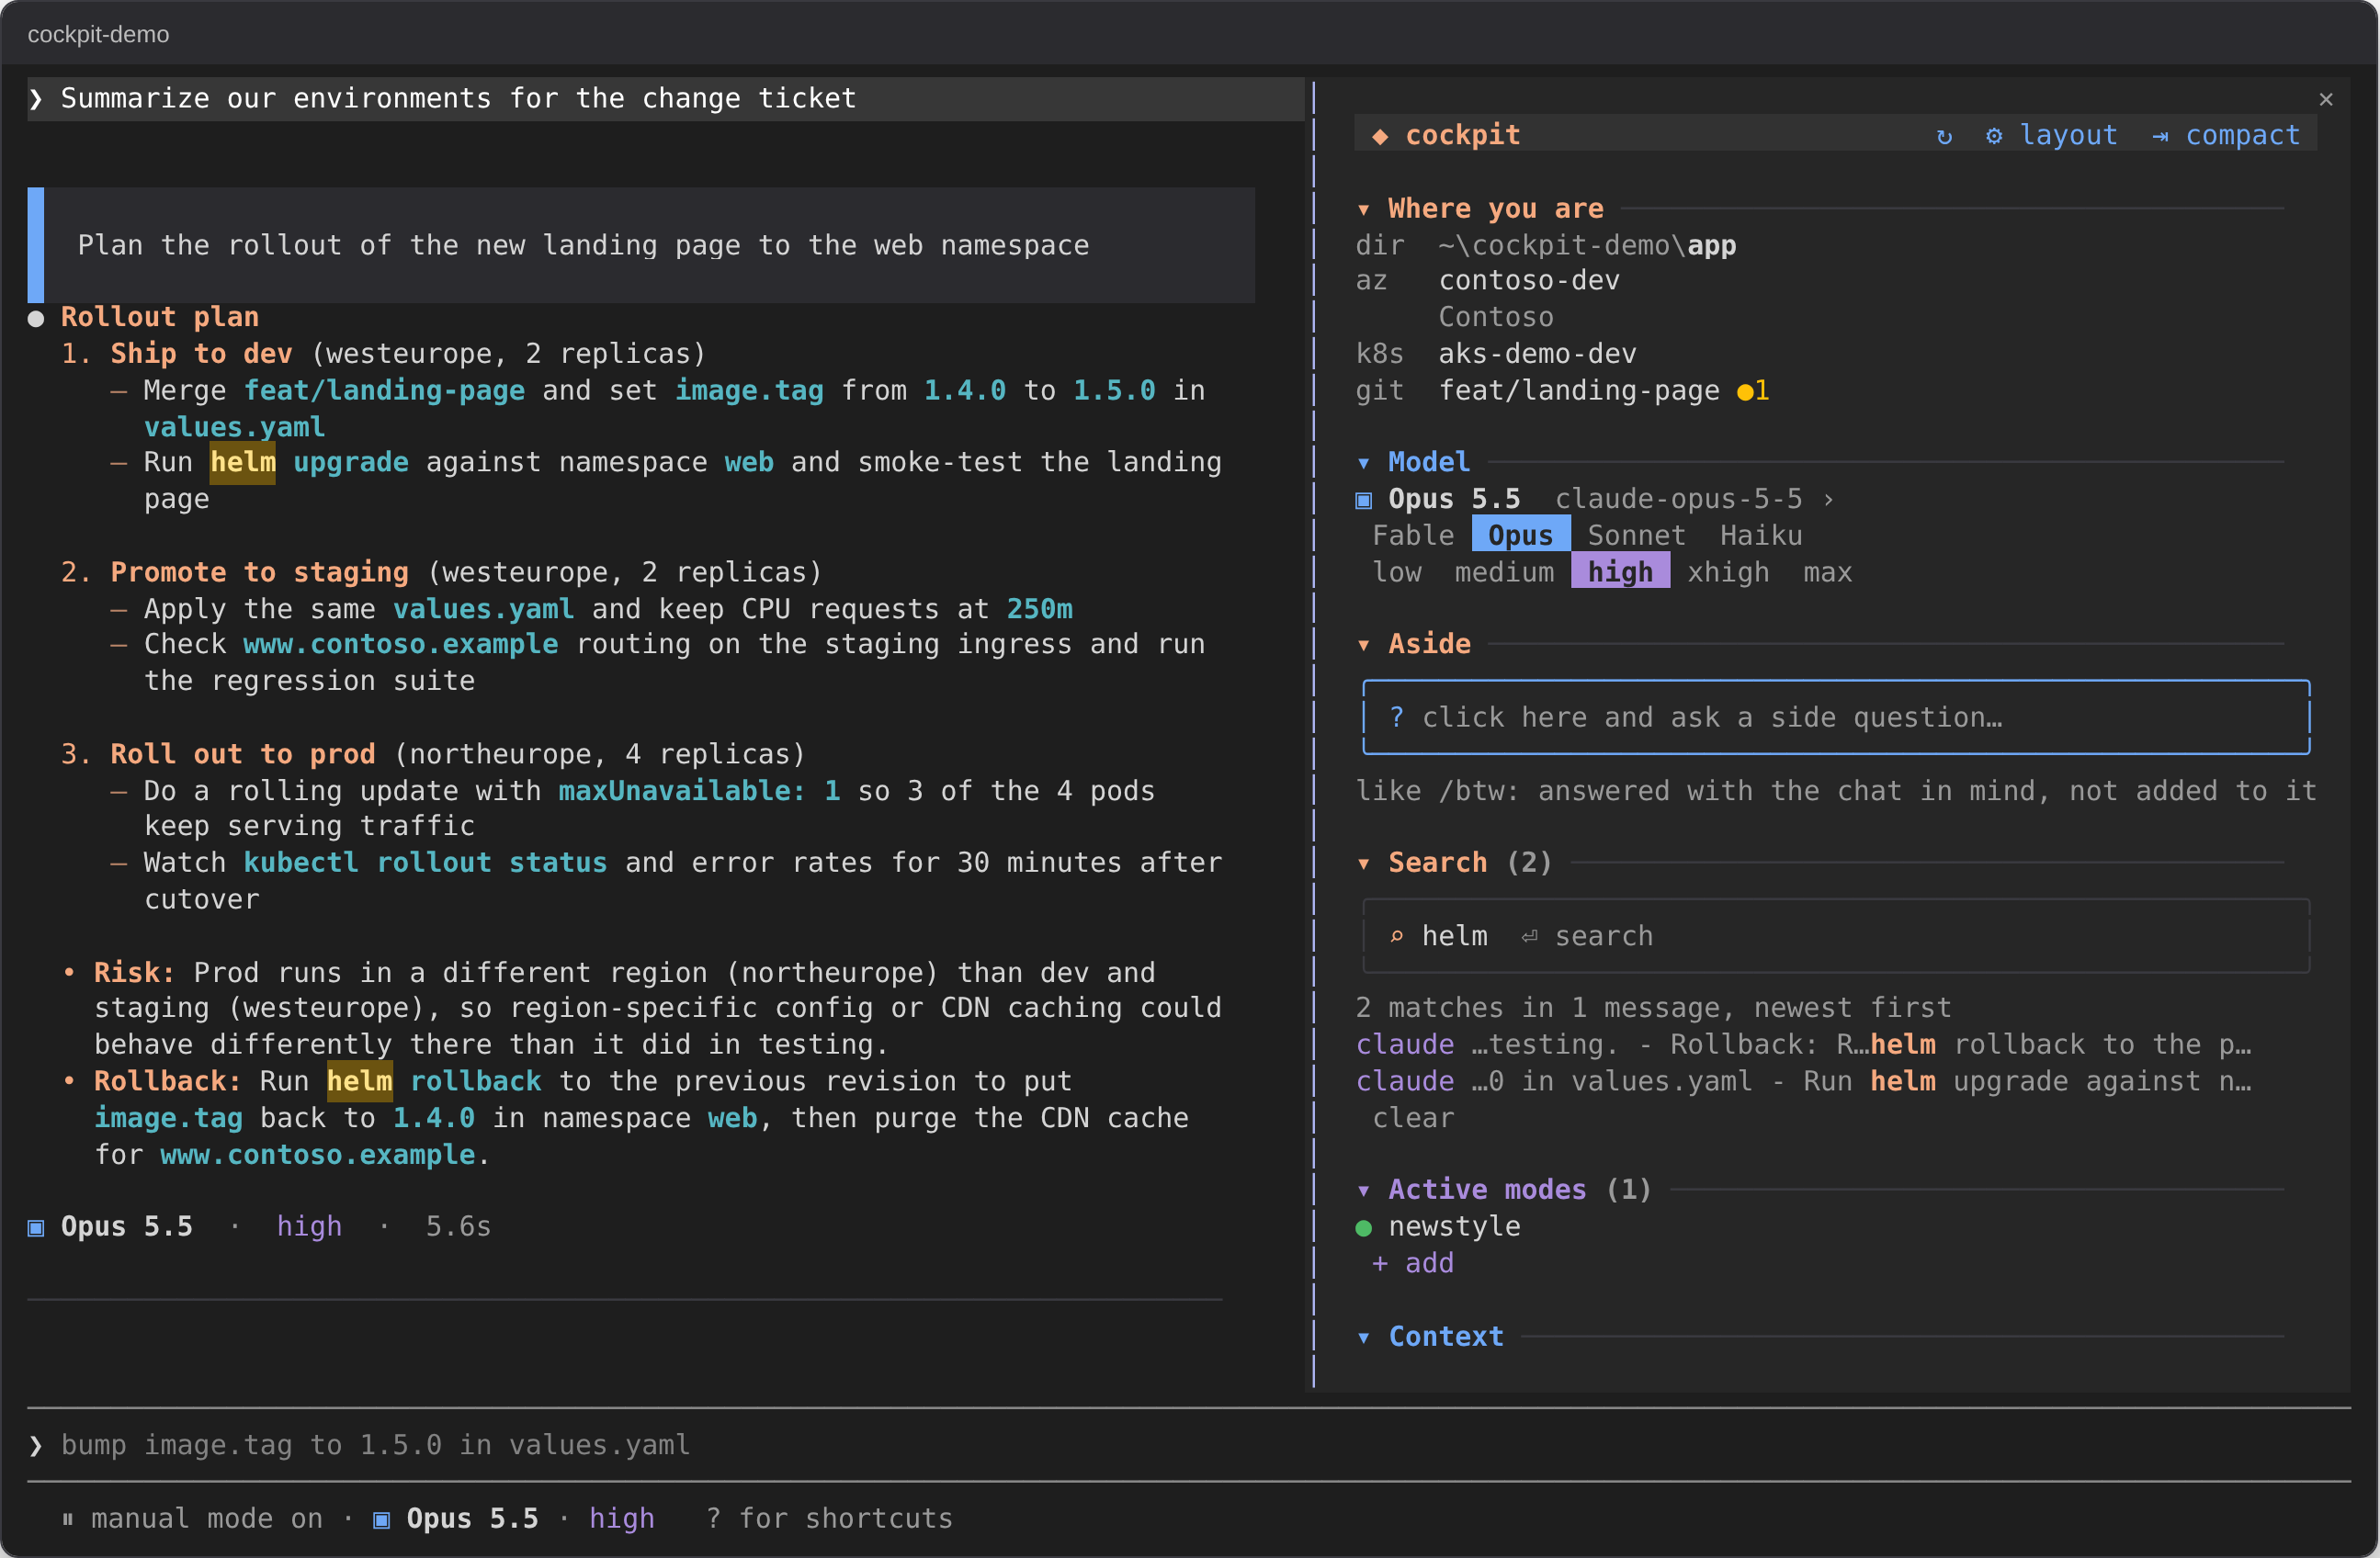 cockpit-demo
❯ Summarize our environments for the change ticket
Plan the rollout of the new landing page to the web namespace
● Rollout plan
1. Ship to dev (westeurope, 2 replicas)
– Merge feat/landing-page and set image.tag from 1.4.0 to 1.5.0 in
values.yaml
– Run helm upgrade against namespace web and smoke-test the landing
page
2. Promote to staging (westeurope, 2 replicas)
– Apply the same values.yaml and keep CPU requests at 250m
– Check www.contoso.example routing on the staging ingress and run
the regression suite
3. Roll out to prod (northeurope, 4 replicas)
– Do a rolling update with maxUnavailable: 1 so 3 of the 4 pods
keep serving traffic
– Watch kubectl rollout status and error rates for 30 minutes after
cutover
• Risk: Prod runs in a different region (northeurope) than dev and
staging (westeurope), so region-specific config or CDN caching could
behave differently there than it did in testing.
• Rollback: Run helm rollback to the previous revision to put
image.tag back to 1.4.0 in namespace web, then purge the CDN cache
for www.contoso.example.
▣ Opus 5.5 · high · 5.6s
×
◆ cockpit ↻ ⚙ layout ⇥ compact
▾ Where you are
dir ~\cockpit-demo\app
az contoso-dev
Contoso
k8s aks-demo-dev
git feat/landing-page ●1
▾ Model
▣ Opus 5.5 claude-opus-5-5 ›
Fable Opus Sonnet Haiku
low medium high xhigh max
▾ Aside
? click here and ask a side question…
like /btw: answered with the chat in mind, not added to it
▾ Search (2)
⌕ helm ⏎ search
2 matches in 1 message, newest first
claude …testing. - Rollback: R…helm rollback to the p…
claude …0 in values.yaml - Run helm upgrade against n…
clear
▾ Active modes (1)
● newstyle
+ add
▾ Context
❯ bump image.tag to 1.5.0 in values.yaml
⏸ manual mode on · ▣ Opus 5.5 · high ? for shortcuts